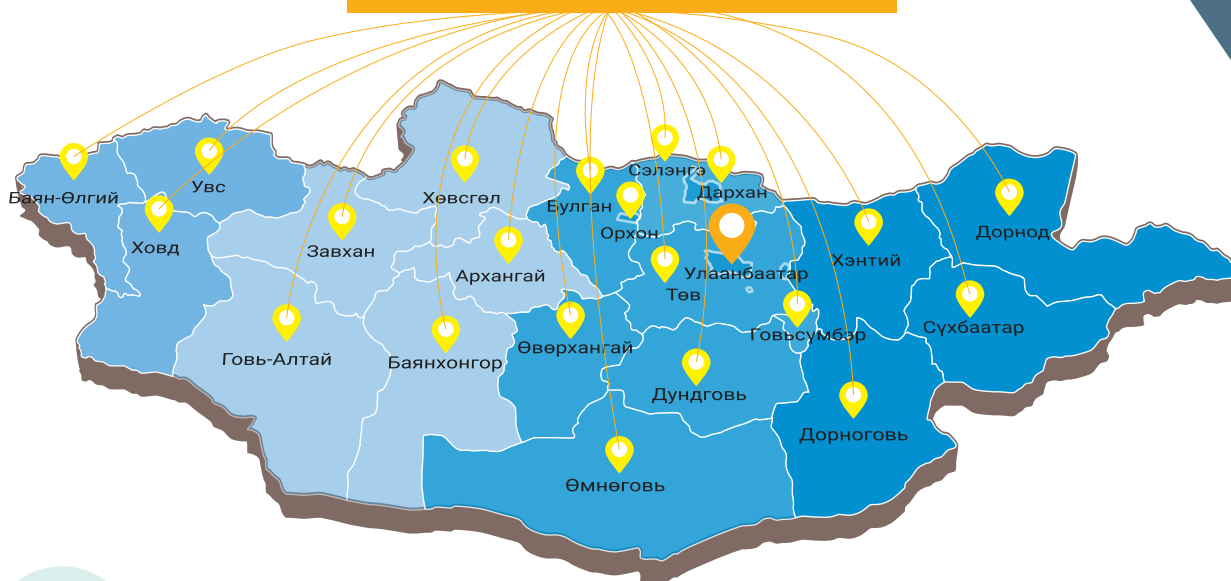 Баян-Өлгий
Увс
Ховд
Завхан
Хөвсгөл
Архангай
Говь-Алтай
Баянхонгор
Булган
Орхон
Сэлэнгэ
Дархан
Улаанбаатар
Төв
Өвөрхангай
Говьсүмбэр
Дундговь
Өмнөговь
Дорноговь
Хэнтий
Дорнод
Сүхбаатар